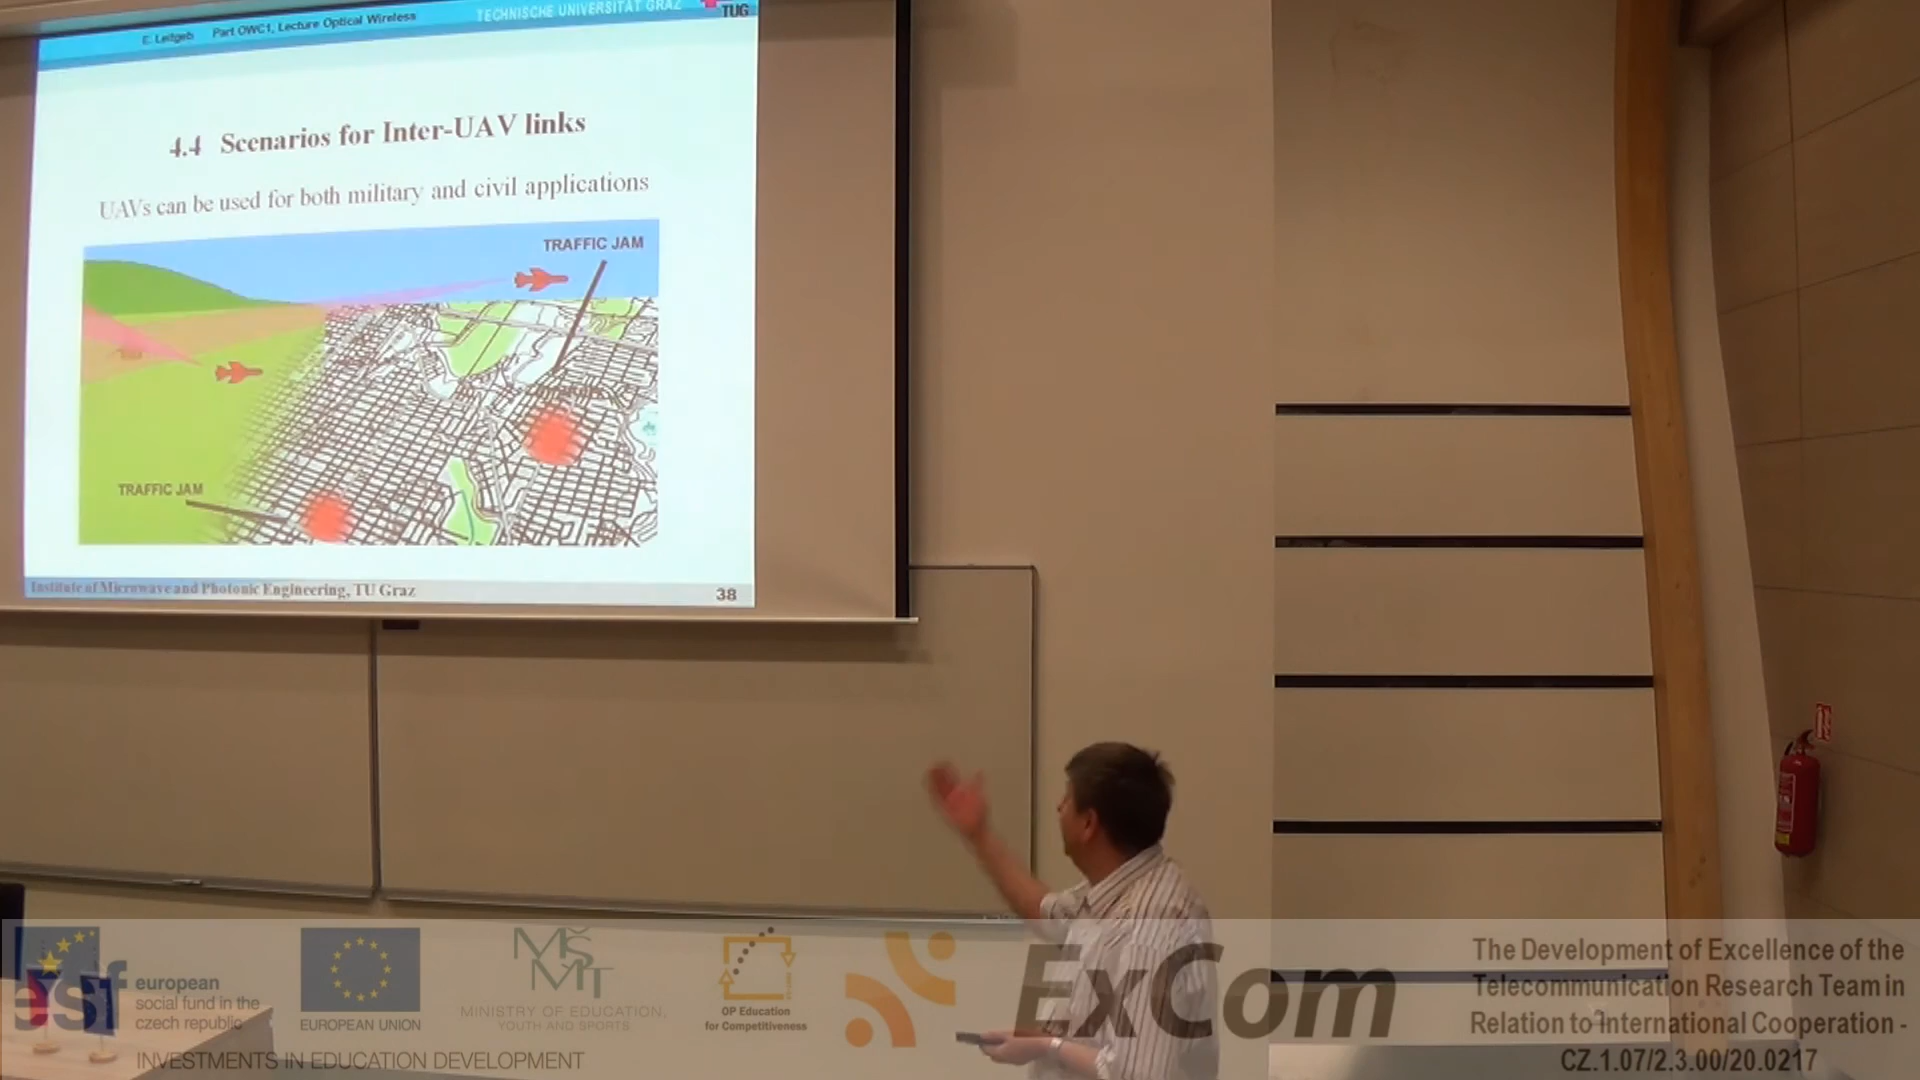 E. Leitgeb Part OWC1, Lecture Optical Wireless
TECHNISCHE UNIVERSITÄT GRAZ
TUG
4.4 Scenarios for Inter-UAV links
UAVs can be used for both military and civil applications
TRAFFIC JAM
TRAFFIC JAM
Institute of Microwave and Photonic Engineering, TU Graz
38
esf
european
social fund in the
czech republic
EUROPEAN UNION
MŠ
MT
MINISTRY OF EDUCATION,
YOUTH AND SPORTS
OP Education
for Competitiveness
INVESTMENTS IN EDUCATION DEVELOPMENT
ExCom
The Development of Excellence of the
Telecommunication Research Team in
Relation to International Cooperation -
CZ.1.07/2.3.00/20.0217